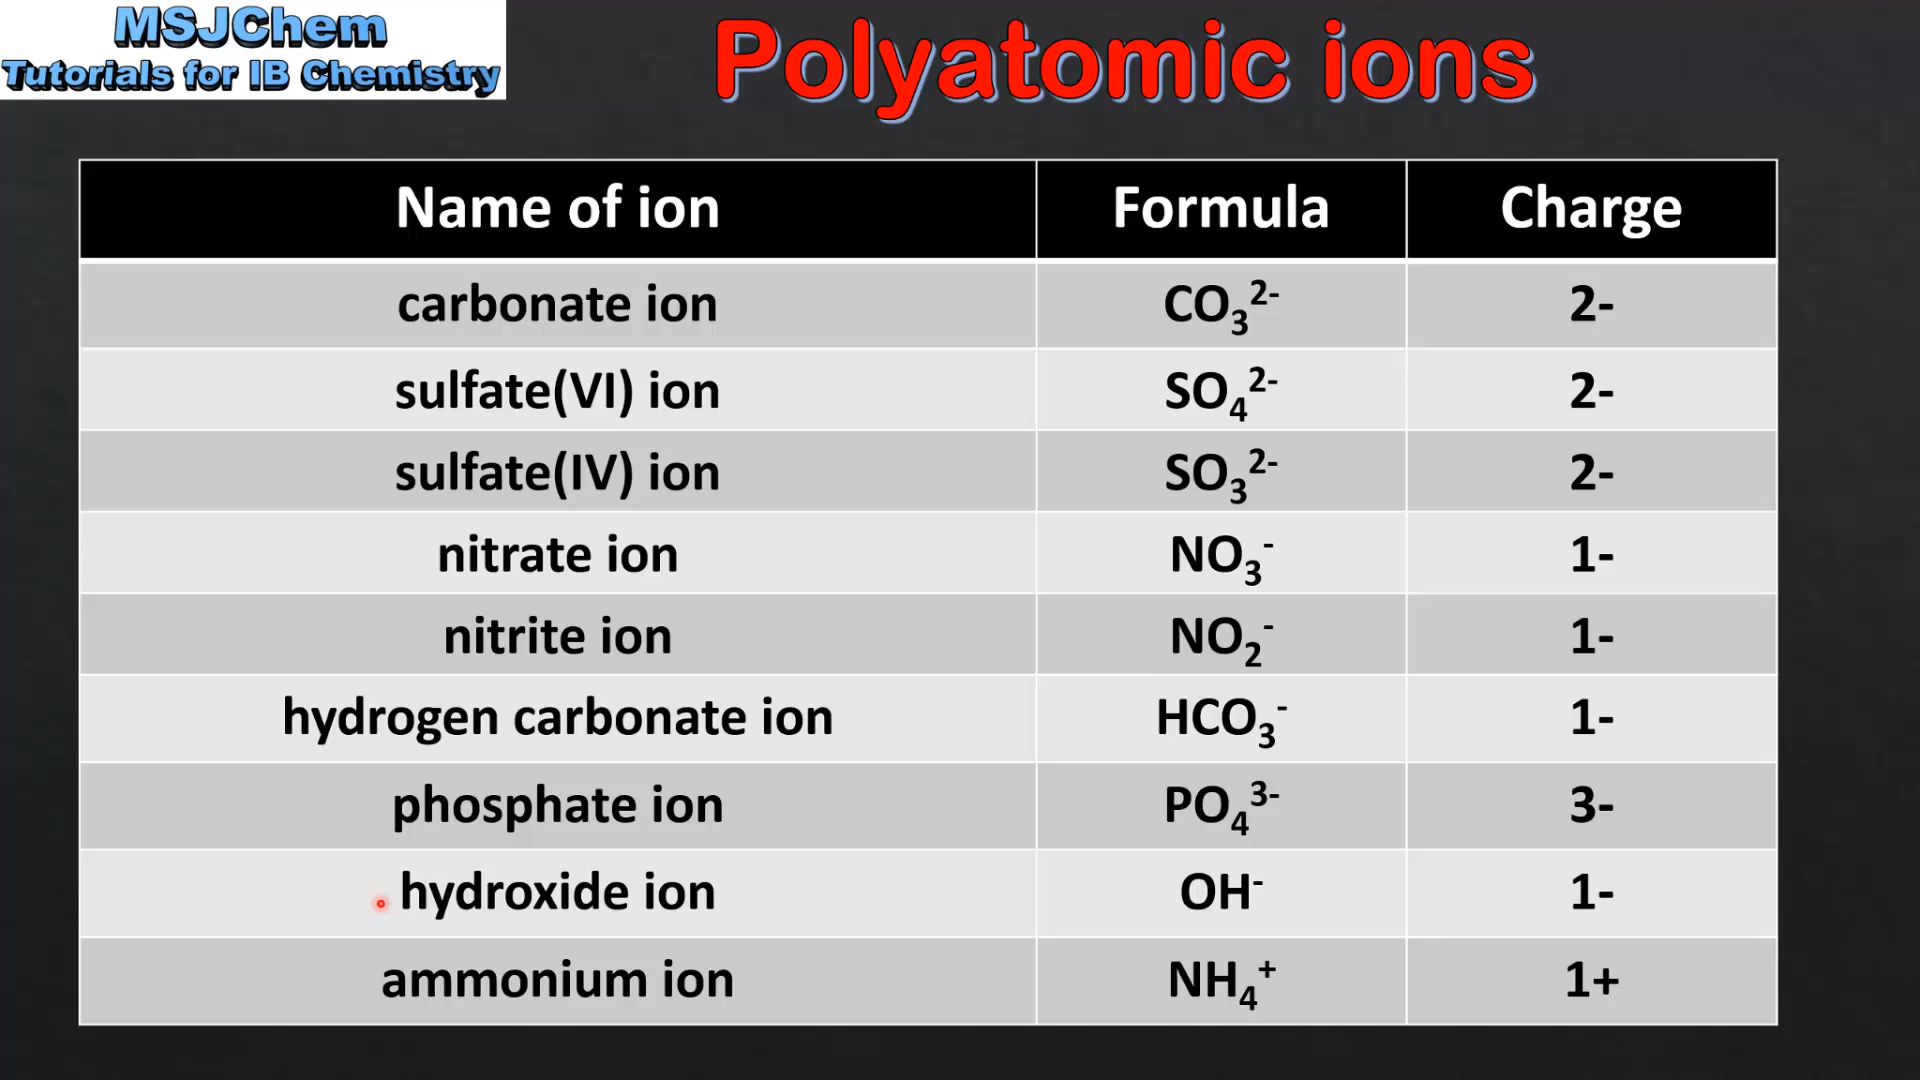 MSJChem
Tutorials for IB Chemistry
Polyatomic ions
Name of ion Formula Charge
carbonate ion CO₃²⁻ 2-
sulfate(VI) ion SO₄²⁻ 2-
sulfate(IV) ion SO₃²⁻ 2-
nitrate ion NO₃⁻ 1-
nitrite ion NO₂⁻ 1-
hydrogen carbonate ion HCO₃⁻ 1-
phosphate ion PO₄³⁻ 3-
hydroxide ion OH⁻ 1-
ammonium ion NH₄⁺ 1+